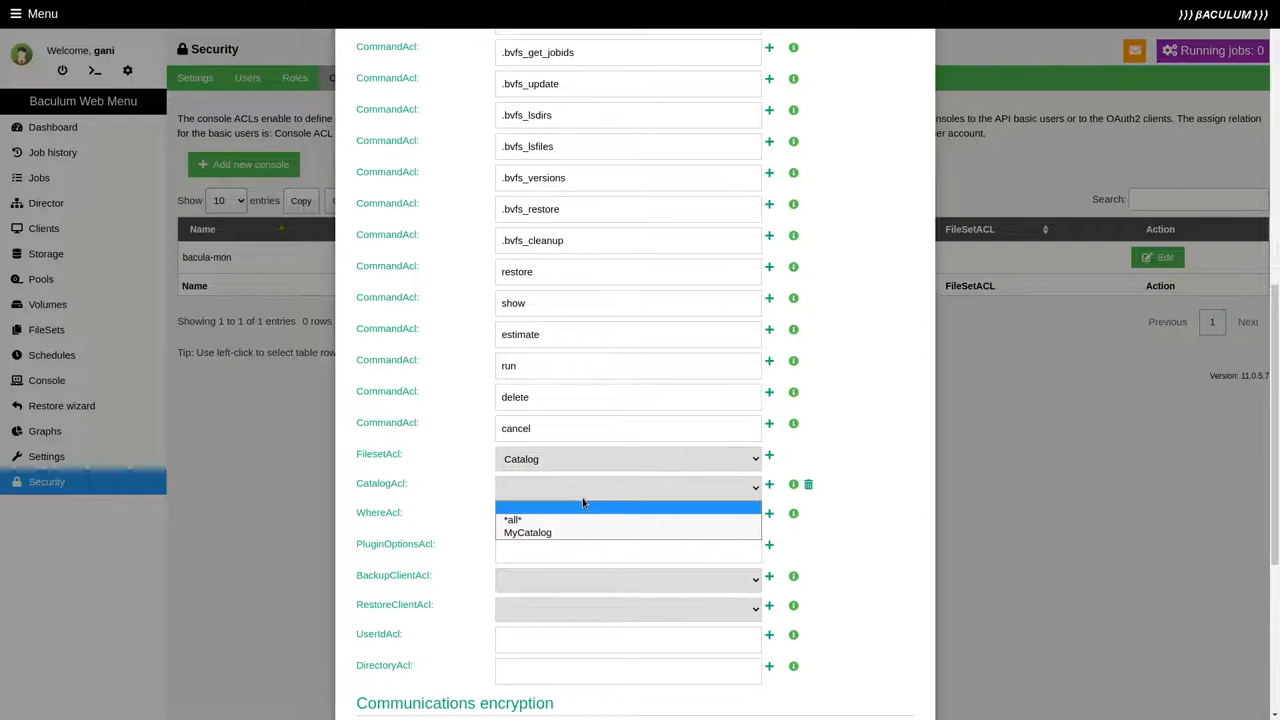 Menu
))) βACULUM )))
Welcome, gani
Baculum Web Menu
Dashboard
Job history
Jobs
Director
Clients
Storage
Pools
Volumes
FileSets
Schedules
Console
Restore wizard
Graphs
Settings
Security
Security
Running jobs: 0
Settings
Users
Roles
The console ACLs enable to define
for the basic users is: Console ACL
nsoles to the API basic users or to the OAuth2 clients. The assign relation
er account.
Add new console
Show 10 entries
Copy
Search:
Name
FileSetACL
Action
bacula-mon
Edit
Name
FileSetACL
Action
Showing 1 to 1 of 1 entries 0 rows
Previous 1 Next
Tip: Use left-click to select table row
Version: 11.0.5.7
CommandAcl: .bvfs_get_jobids
CommandAcl: .bvfs_update
CommandAcl: .bvfs_lsdirs
CommandAcl: .bvfs_lsfiles
CommandAcl: .bvfs_versions
CommandAcl: .bvfs_restore
CommandAcl: .bvfs_cleanup
CommandAcl: restore
CommandAcl: show
CommandAcl: estimate
CommandAcl: run
CommandAcl: delete
CommandAcl: cancel
FilesetAcl: Catalog
CatalogAcl:
*all*
MyCatalog
WhereAcl:
PluginOptionsAcl:
BackupClientAcl:
RestoreClientAcl:
UserIdAcl:
DirectoryAcl:
Communications encryption